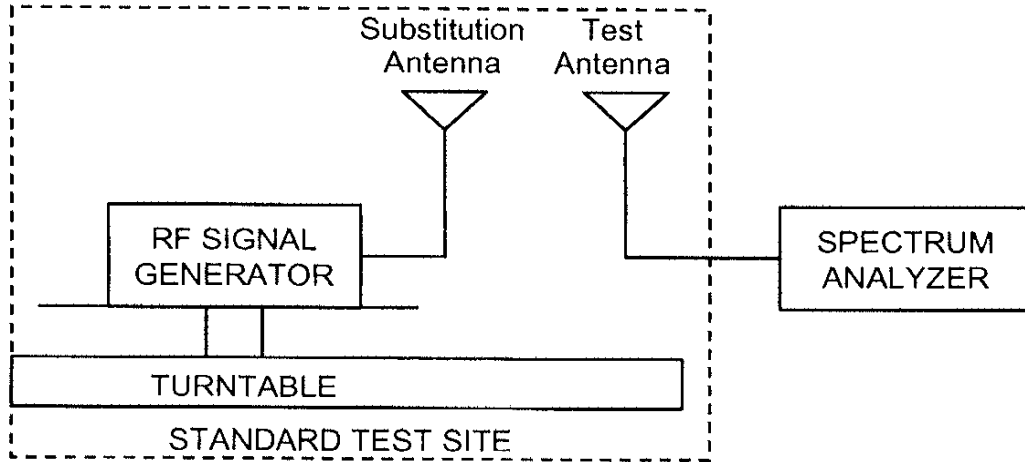 Substitution
Antenna
Test
Antenna
RF SIGNAL
GENERATOR
SPECTRUM
ANALYZER
TURNTABLE
STANDARD TEST SITE